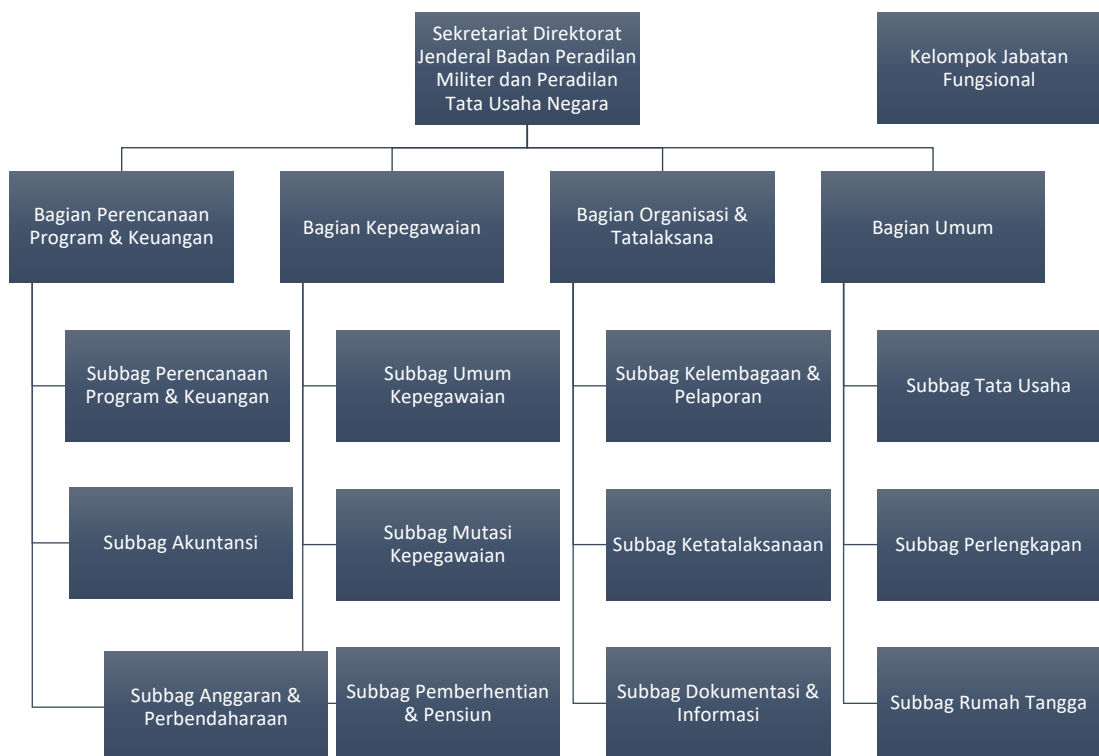 Sekretariat Direktorat
Jenderal Badan Peradilan
Militer dan Peradilan
Tata Usaha Negara
Kelompok Jabatan
Fungsional
Bagian Perencanaan
Program & Keuangan
Bagian Kepegawaian
Bagian Organisasi &
Tatalaksana
Bagian Umum
Subbag Perencanaan
Program & Keuangan
Subbag Umum
Kepegawaian
Subbag Kelembagaan &
Pelaporan
Subbag Tata Usaha
Subbag Akuntansi
Subbag Mutasi
Kepegawaian
Subbag Ketatalaksanaan
Subbag Perlengkapan
Subbag Anggaran &
Perbendaharaan
Subbag Pemberhentian
& Pensiun
Subbag Dokumentasi &
Informasi
Subbag Rumah Tangga